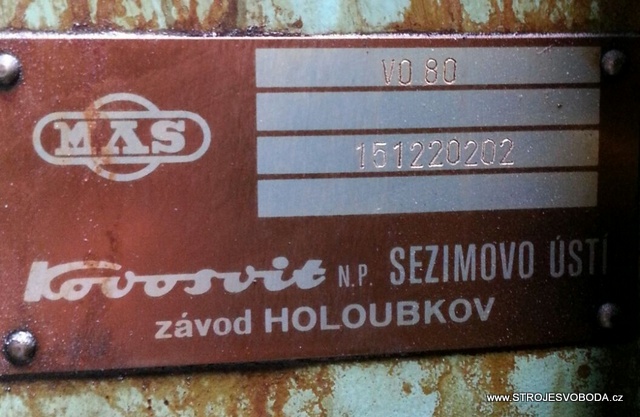 VO 80
MAS
151220202
Kovosvit N.P. SEZIMOVO ÚSTÍ
závod HOLOUBKOV
www.STROJESVOBODA.cz